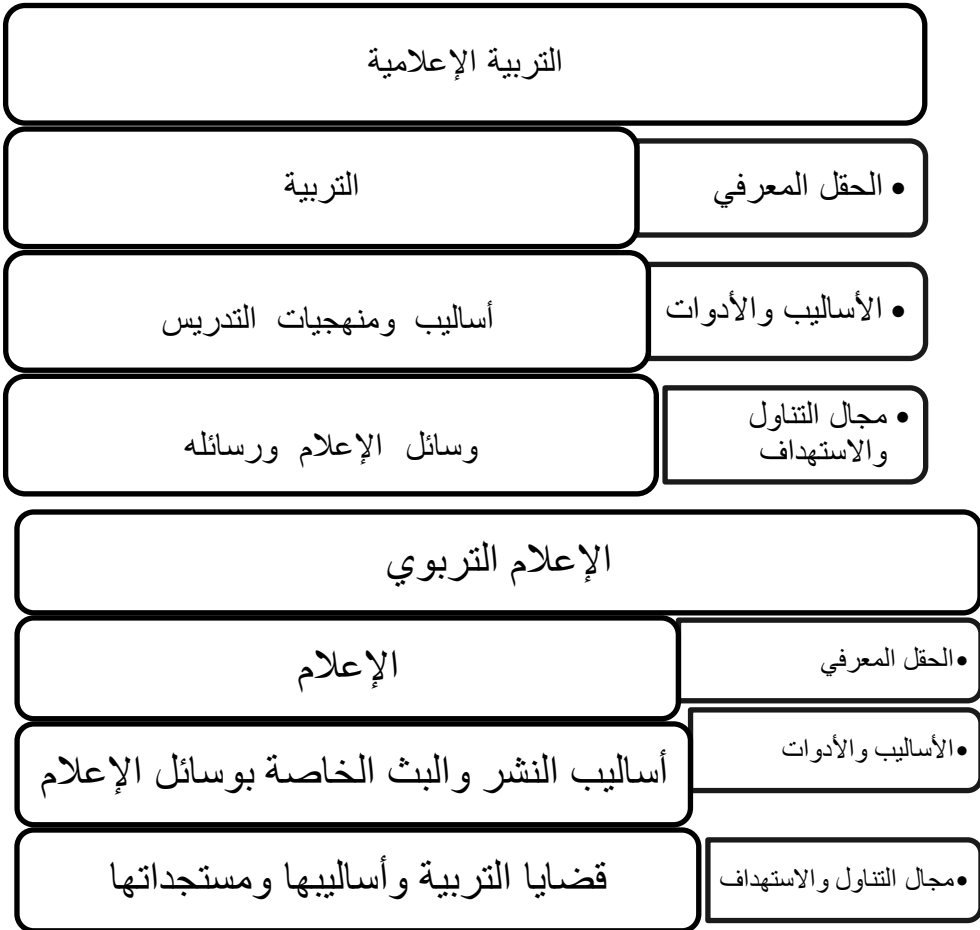 التربية الإعلامية
• الحقل المعرفي
التربية
• الأساليب والأدوات
أساليب ومنهجيات التدريس
• مجال التناول
والاستهداف
وسائل الإعلام ورسائله
الإعلام التربوي
•الحقل المعرفي
الإعلام
•الأساليب والأدوات
أساليب النشر والبث الخاصة بوسائل الإعلام
•مجال التناول والاستهداف
قضايا التربية وأساليبها ومستجداتها